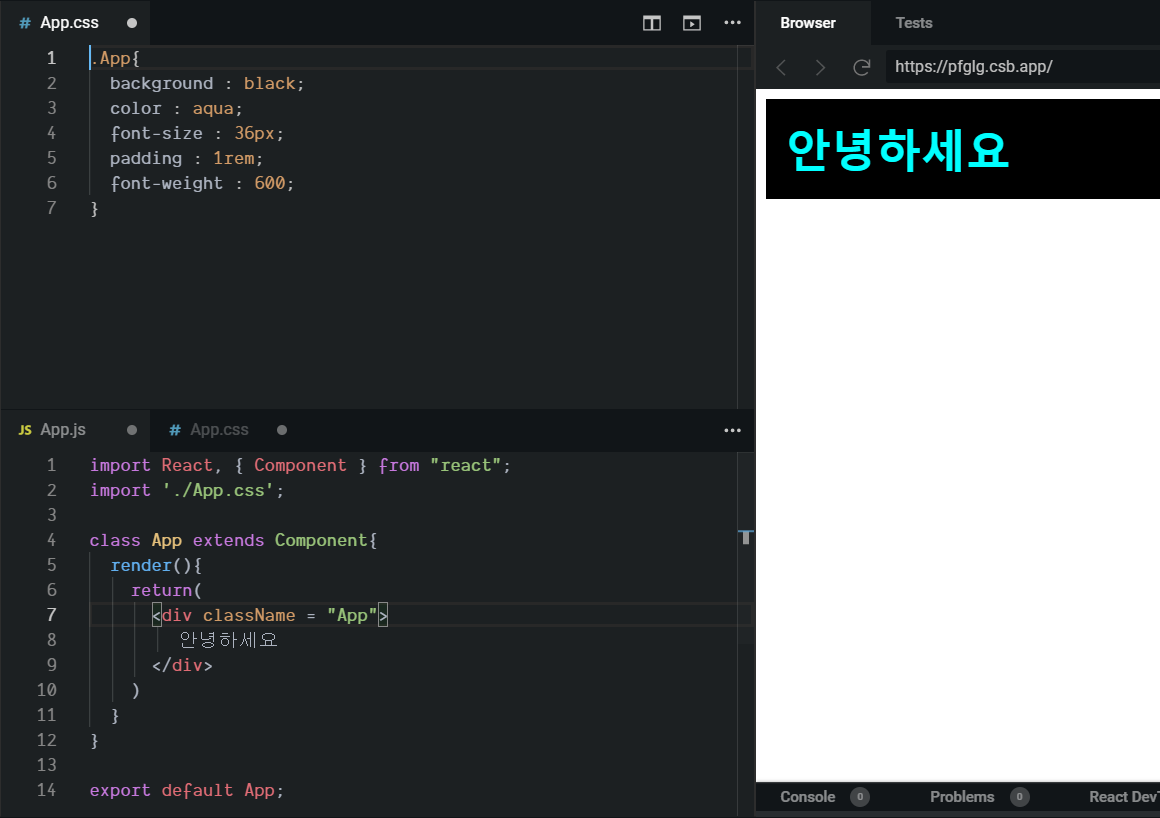 # App.css ● •••
1 .App{
2 background : black;
3 color : aqua;
4 font-size : 36px;
5 padding : 1rem;
6 font-weight : 600;
7 }
JS App.js ● # App.css ● •••
1 import React, { Component } from "react";
2 import './App.css';
3
4 class App extends Component{
5 render(){
6 return(
7 <div className = "App">
8 안녕하세요
9 </div>
10 )
11 }
12 }
13
14 export default App;
Browser Tests
https://pfglg.csb.app/
안녕하세요
Console 0 Problems 0 React Dev